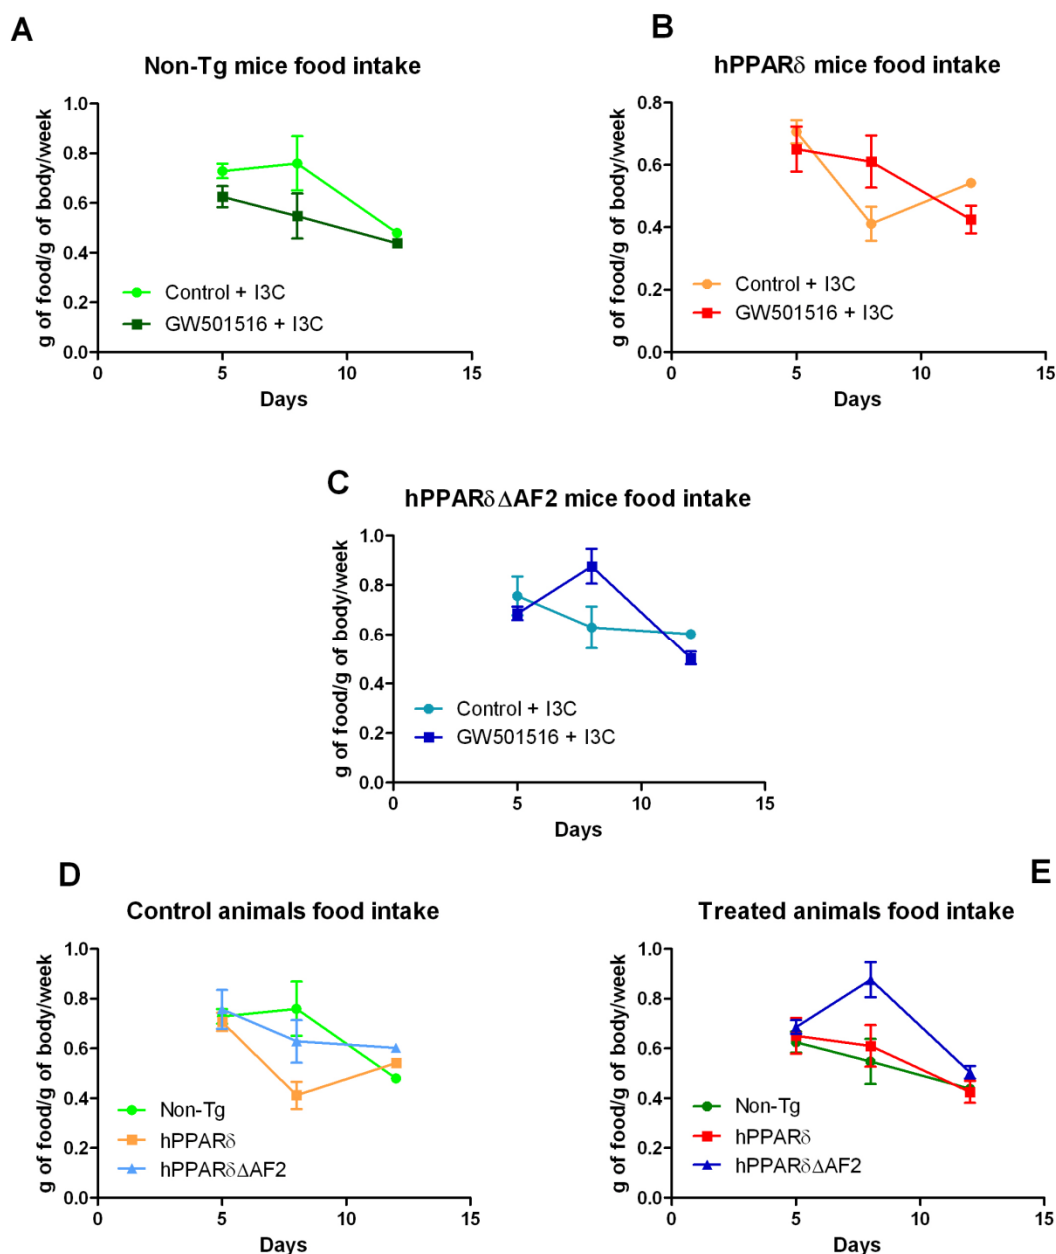 A
Non-Tg mice food intake
g of food/g of body/week
1.0
0.8
0.6
0.4
0.2
0.0
Control + I3C
GW501516 + I3C
0 5 10 15
Days
B
hPPARδ mice food intake
g of food/g of body/week
0.8
0.6
0.4
0.2
0.0
Control + I3C
GW501516 + I3C
0 5 10 15
Days
C
hPPARδΔAF2 mice food intake
g of food/g of body/week
1.0
0.8
0.6
0.4
0.2
0.0
Control + I3C
GW501516 + I3C
0 5 10 15
Days
D
Control animals food intake
g of food/g of body/week
1.0
0.8
0.6
0.4
0.2
0.0
Non-Tg
hPPARδ
hPPARδΔAF2
0 5 10 15
Days
E
Treated animals food intake
g of food/g of body/week
1.0
0.8
0.6
0.4
0.2
0.0
Non-Tg
hPPARδ
hPPARδΔAF2
0 5 10 15
Days